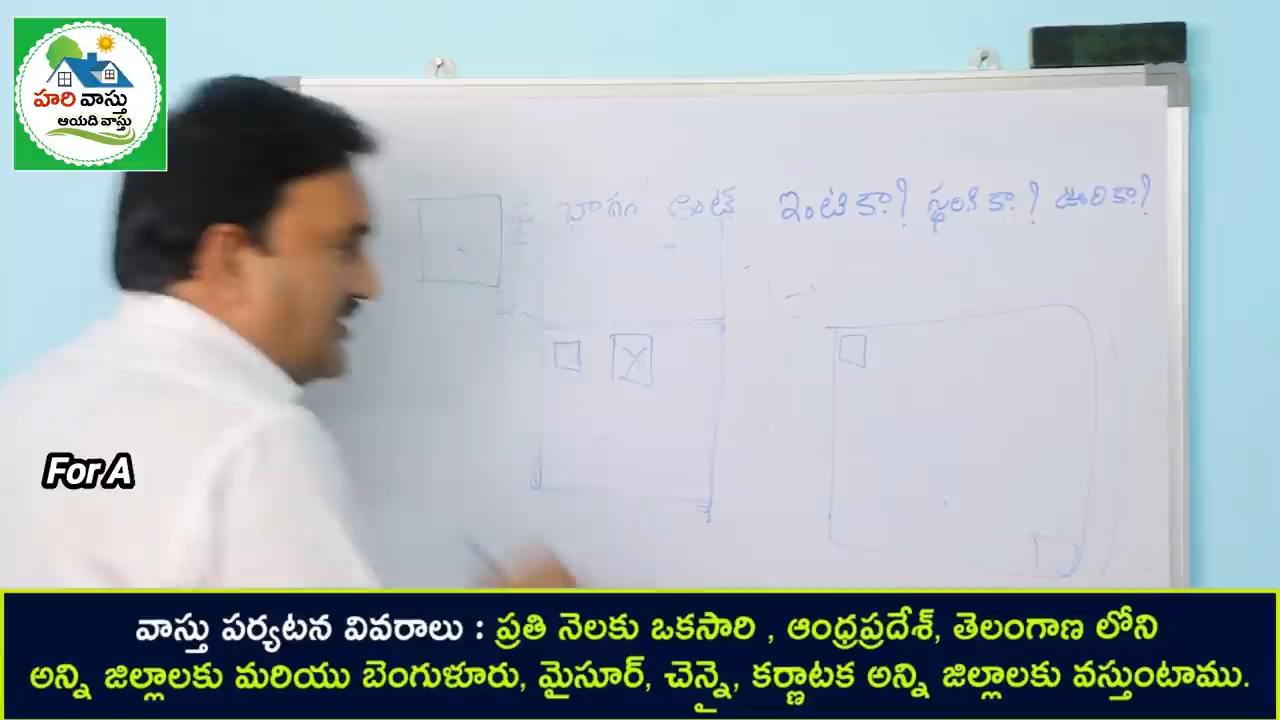 హరి వాస్తు
ఆయది వాస్తు
భాగం అంటే ఇంటికా? స్థలంకికా? ఊరికా?
For A
వాస్తు పర్యటన వివరాలు : ప్రతి నెలకు ఒకసారి , ఆంధ్రప్రదేశ్, తెలంగాణ లోని
అన్ని జిల్లాలకు మరియు బెంగుళూరు, మైసూర్, చెన్నై, కర్ణాటక అన్ని జిల్లాలకు వస్తుంటాము.